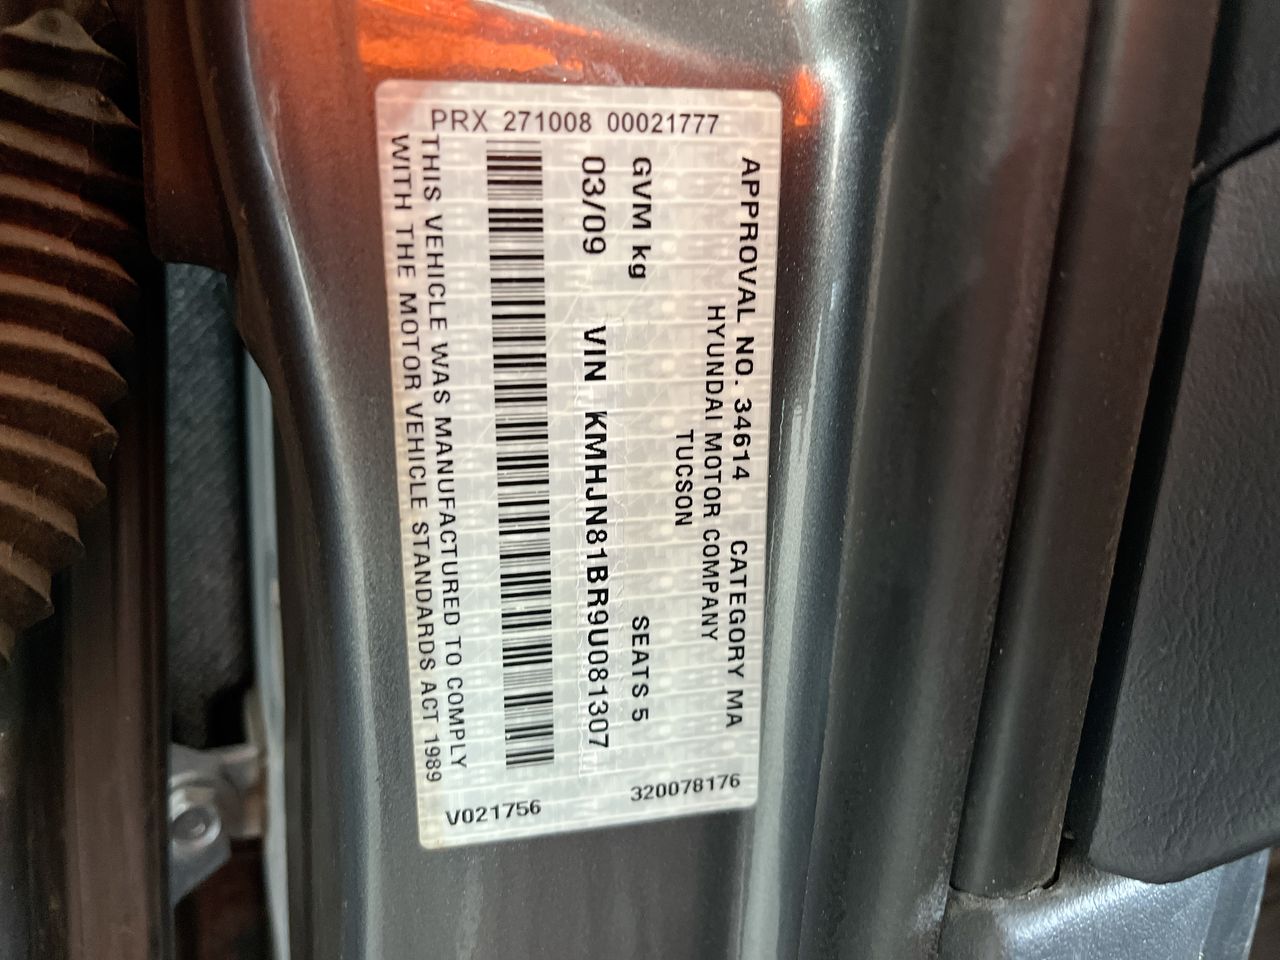 PRX 271008 00021777
APPROVAL NO. 34614 CATEGORY MA
HYUNDAI MOTOR COMPANY
TUCSON
GVM kg SEATS 5
03/09 VIN KMHJN81BR9U081307
THIS VEHICLE WAS MANUFACTURED TO COMPLY
WITH THE MOTOR VEHICLE STANDARDS ACT 1989
V021756
320078176